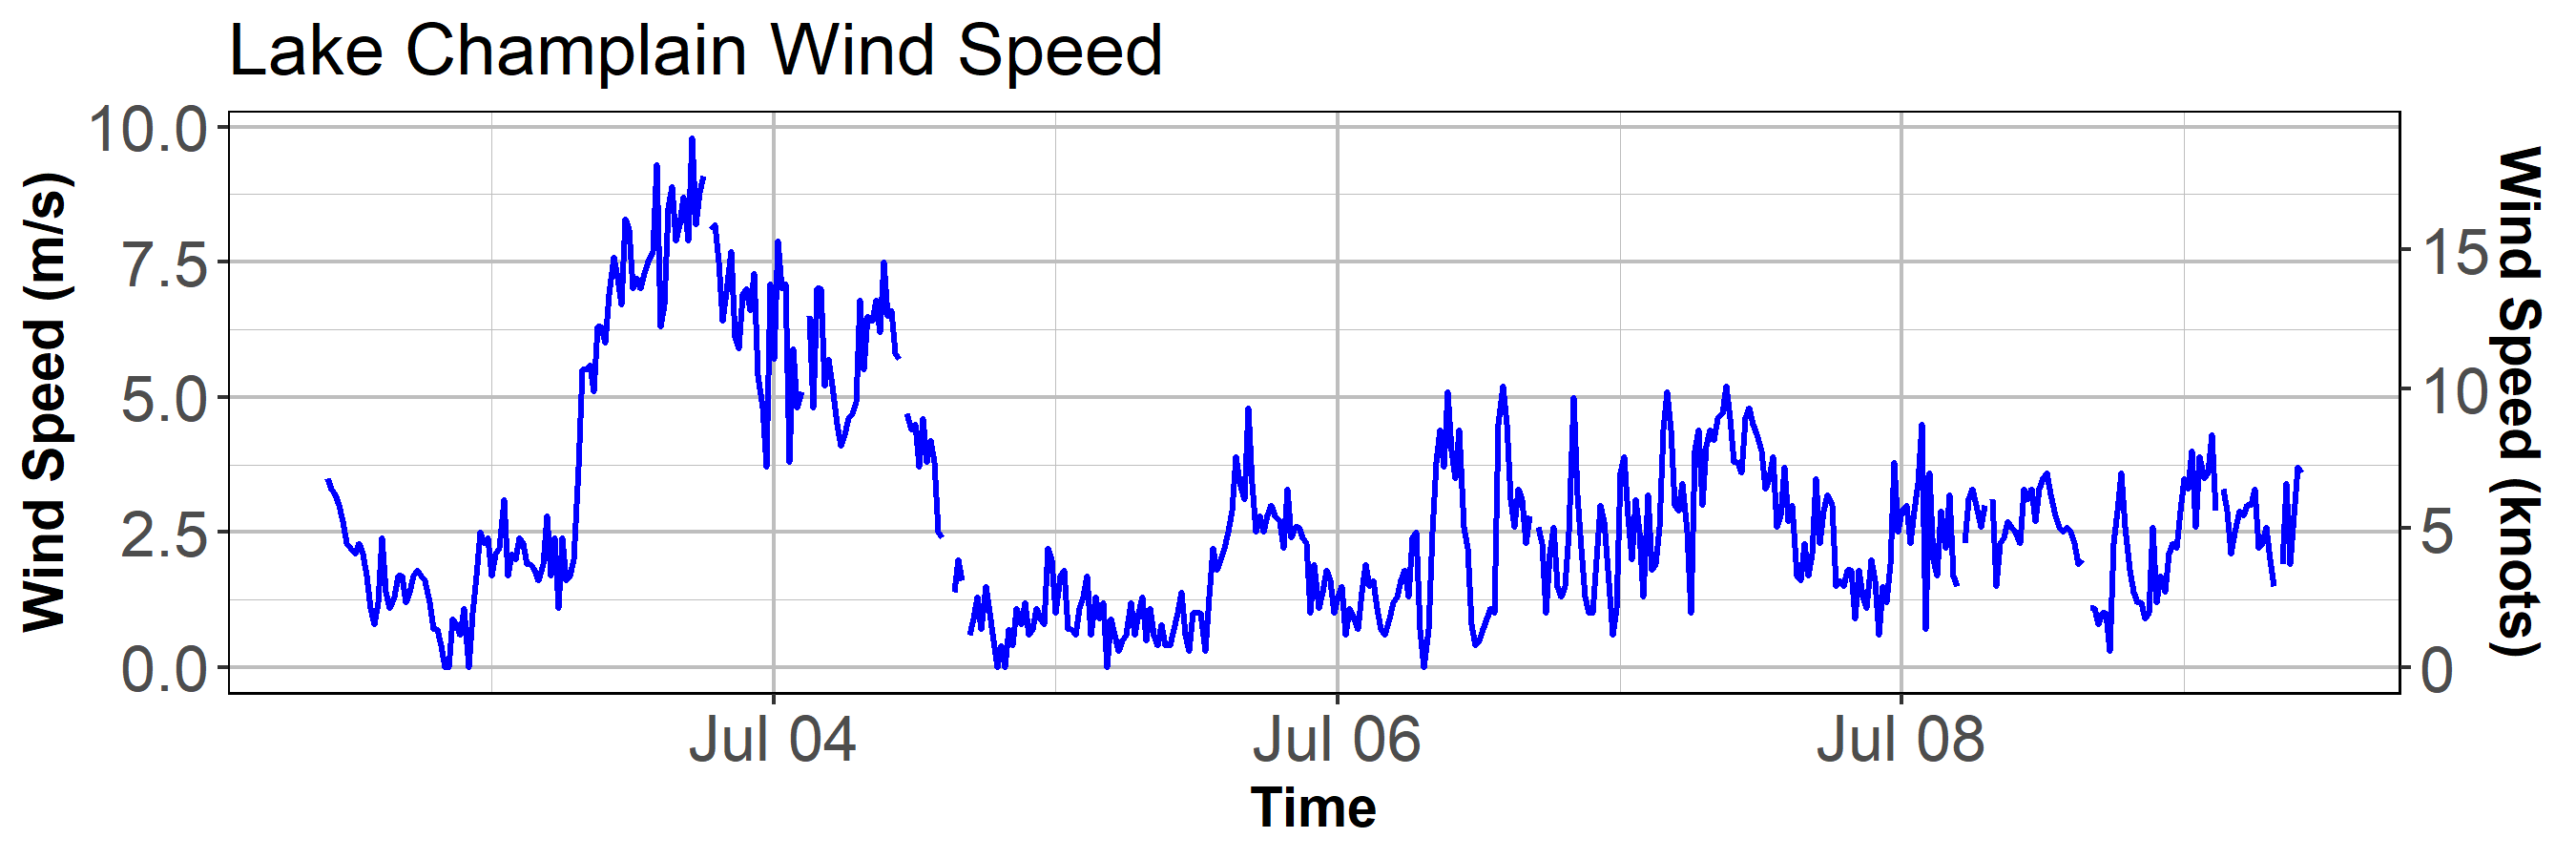 Lake Champlain Wind Speed
Wind Speed (m/s)
10.0
7.5
5.0
2.5
0.0
Wind Speed (knots)
15
10
5
0
Jul 04 Jul 06 Jul 08
Time